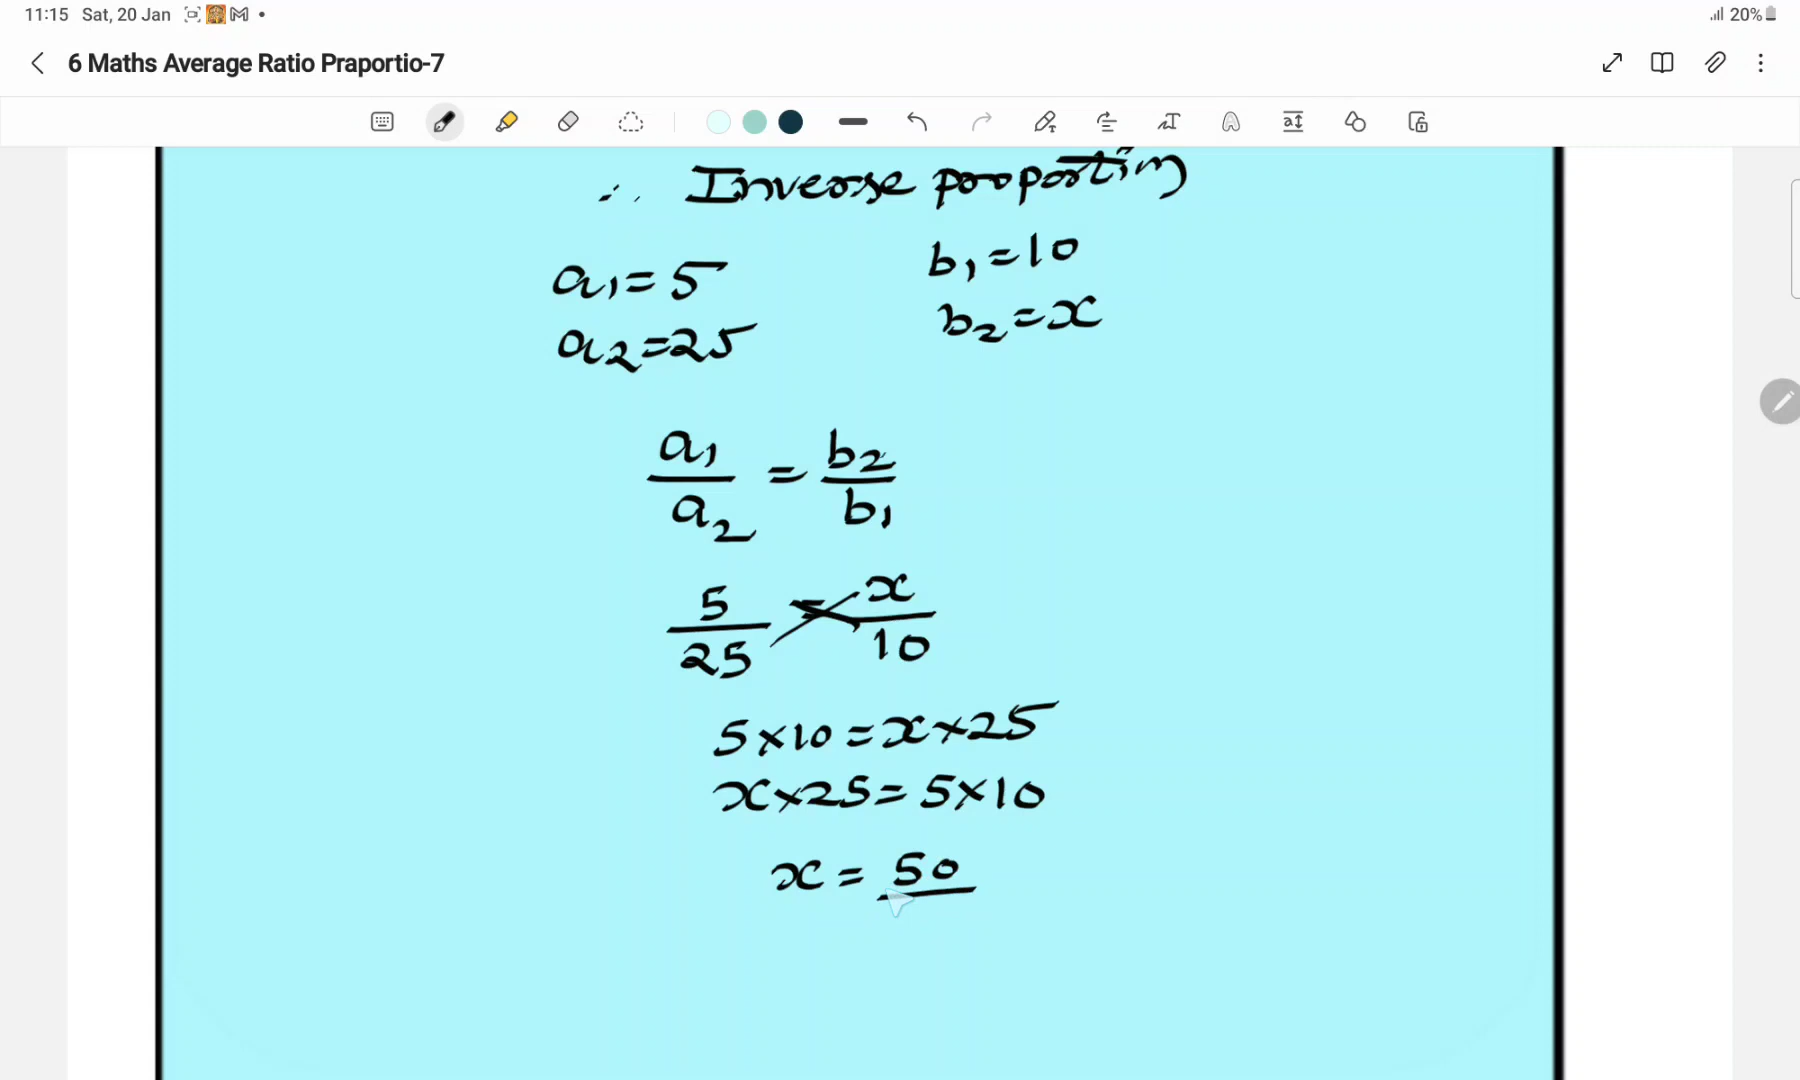 11:15 Sat, 20 Jan
20%
6 Maths Average Ratio Praportio-7
∴ Inverse proportion
a₁=5 b₁=10
a₂=25 b₂=x
a₁/a₂ = b₂/b₁
5/25 = x/10
5×10=x×25
x×25=5×10
x = 50/